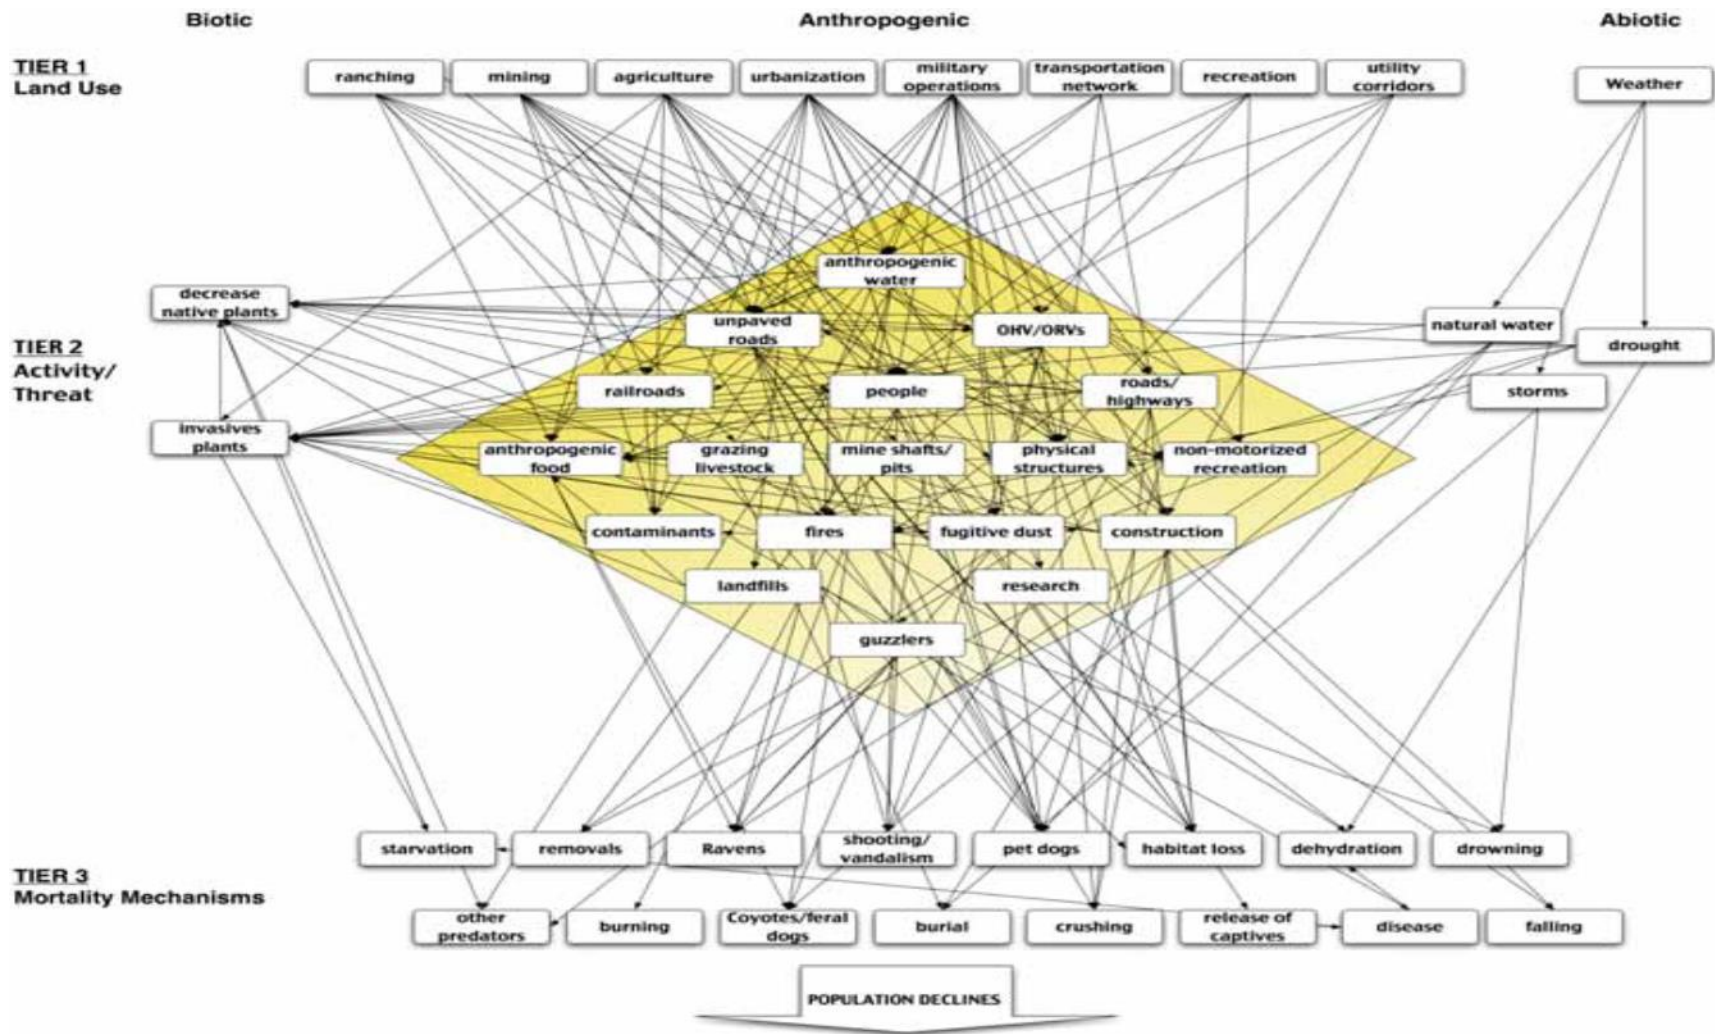 Biotic
Anthropogenic
Abiotic
TIER 1
Land Use
ranching
mining
agriculture
urbanization
military
operations
transportation
network
recreation
utility
corridors
Weather
anthropogenic
water
decrease
native plants
unpaved
roads
OHV/ORVs
natural water
drought
TIER 2
Activity/
Threat
railroads
people
roads/
highways
storms
invasives
plants
anthropogenic
food
grazing
livestock
mine shafts/
pits
physical
structures
non-motorized
recreation
contaminants
fires
fugitive dust
construction
landfills
research
guzzlers
starvation
removals
Ravens
shooting/
vandalism
pet dogs
habitat loss
dehydration
drowning
TIER 3
Mortality Mechanisms
other
predators
burning
Coyotes/feral
dogs
burial
crushing
release of
captives
disease
falling
POPULATION DECLINES